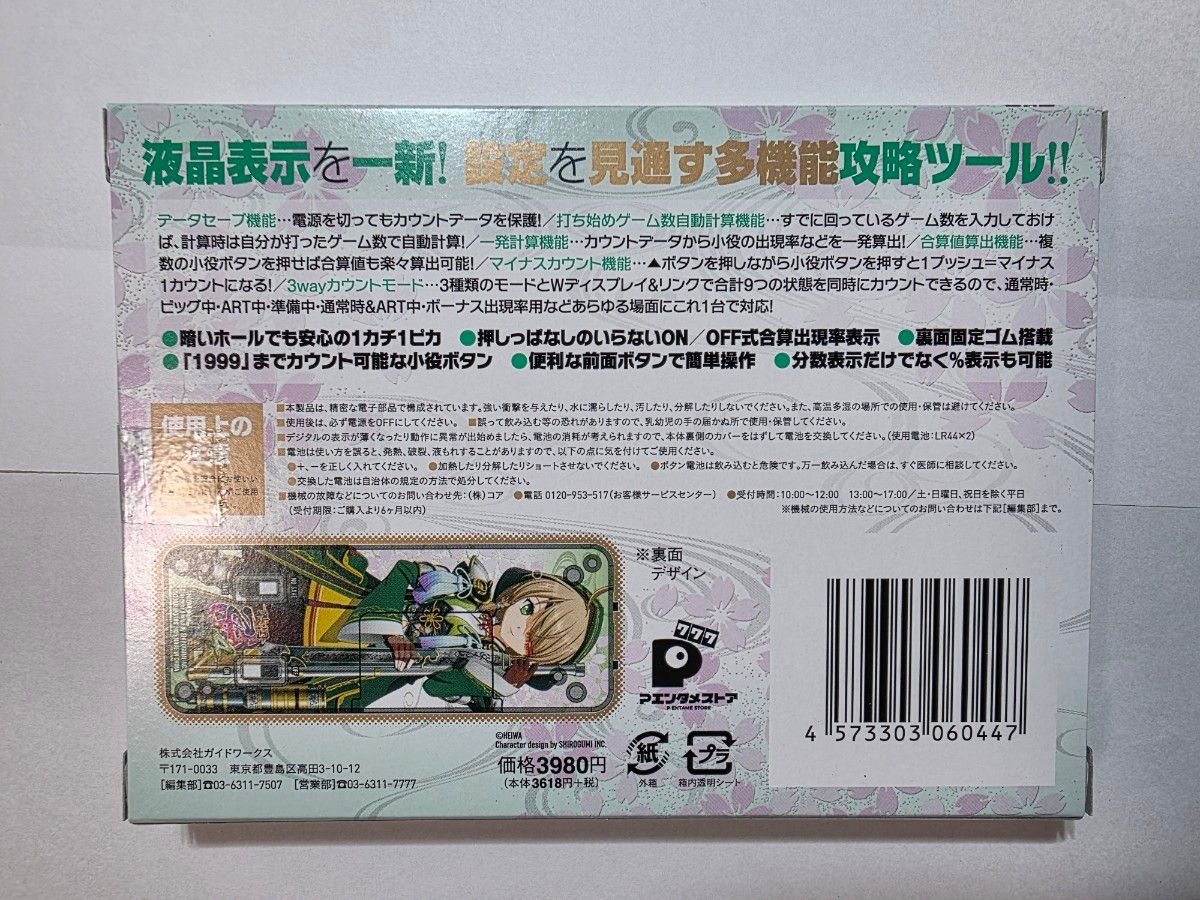 液晶表示を一新! 設定を見通す多機能攻略ツール!!
データセーブ機能…電源を切ってもカウントデータを保護!／打ち始めゲーム数自動計算機能…すでに回っているゲーム数を入力しておけ
ば、計算時は自分が打ったゲーム数で自動計算!／一発計算機能…カウントデータから小役の出現率などを一発算出!／合算値算出機能…複
数の小役ボタンを押せば合算値も楽々算出可能!／マイナスカウント機能…▲ボタンを押しながら小役ボタンを押すと1プッシュ=マイナス
1カウントになる!／3wayカウントモード…3種類のモードとWディスプレイ&リンクで合計9つの状態を同時にカウントできるので、通常時・
ビッグ中・ART中・準備中・通常時&ART中・ボーナス出現率用などあらゆる場面にこれ1台で対応!
●暗いホールでも安心の1カチ1ピカ ●押しっぱなしのいらないON／OFF式合算出現率表示 ●裏面固定ゴム搭載
●「1999」までカウント可能な小役ボタン ●便利な前面ボタンで簡単操作 ●分数表示だけでなく%表示も可能
使用上の
注意
■本製品は、精密な電子部品で構成されています。強い衝撃を与えたり、水に濡らしたり、汚したり、分解したりしないでください。また、高温多湿の場所での使用・保管は避けてください。
■使用後は、必ず電源をOFFにしてください。 ■誤って飲み込む等の恐れがありますので、乳幼児の手の届かぬ所で使用・保管してください。
■デジタルの表示が薄くなったり動作に異常が出始めましたら、電池の消耗が考えられますので、本体裏側のカバーをはずして電池を交換してください。(使用電池:LR44×2)
■電池は使い方を誤ると、発熱、破裂、液もれすることがありますので、以下の点に気を付けてご使用ください。
●+、-を正しく入れてください。 ●加熱したり分解したりショートさせないでください。 ●ボタン電池は飲み込むと危険です。万一飲み込んだ場合は、すぐ医師に相談してください。
●交換した電池は自治体の規定の方法で処分してください。
■機械の故障などについてのお問い合わせ先:(株)コア ●電話 0120-953-517(お客様サービスセンター) ●受付時間:10:00〜12:00 13:00〜17:00／土・日曜日、祝日を除く平日
(受付期限:ご購入より6ヶ月以内)
※機械の使用方法などについてのお問い合わせは下記[編集部]まで。
※裏面
デザイン
777
P
Pエンタメストア
P-ENTAME STORE
4 573303 060447
©HEIWA
Character design by SHIROGUMI INC.
価格3980円
(本体3618円+税)
紙
外箱
プラ
箱内透明シート
株式会社ガイドワークス
〒171-0033 東京都豊島区高田3-10-12
[編集部]☎03-6311-7507 [営業部]☎03-6311-7777